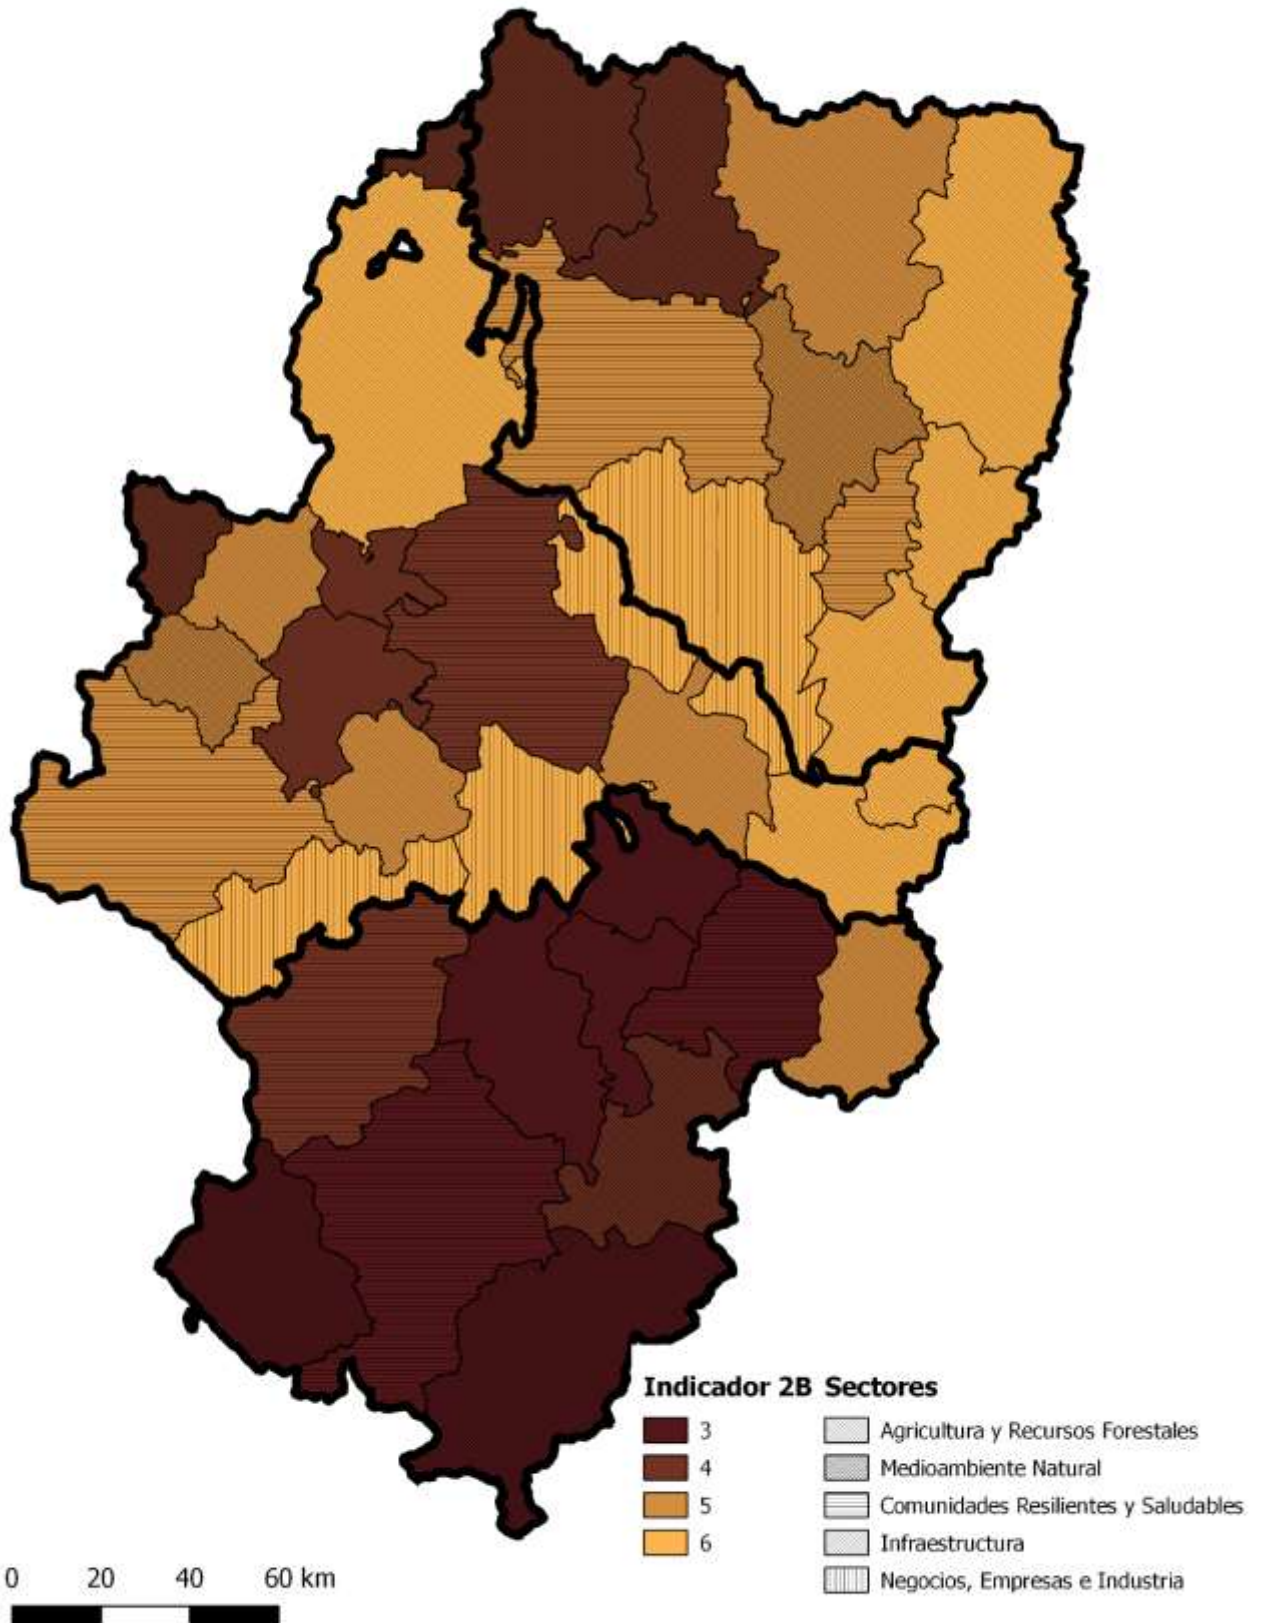 Indicador 2B Sectores
3 Agricultura y Recursos Forestales
4 Medioambiente Natural
5 Comunidades Resilientes y Saludables
6 Infraestructura
Negocios, Empresas e Industria
0 20 40 60 km